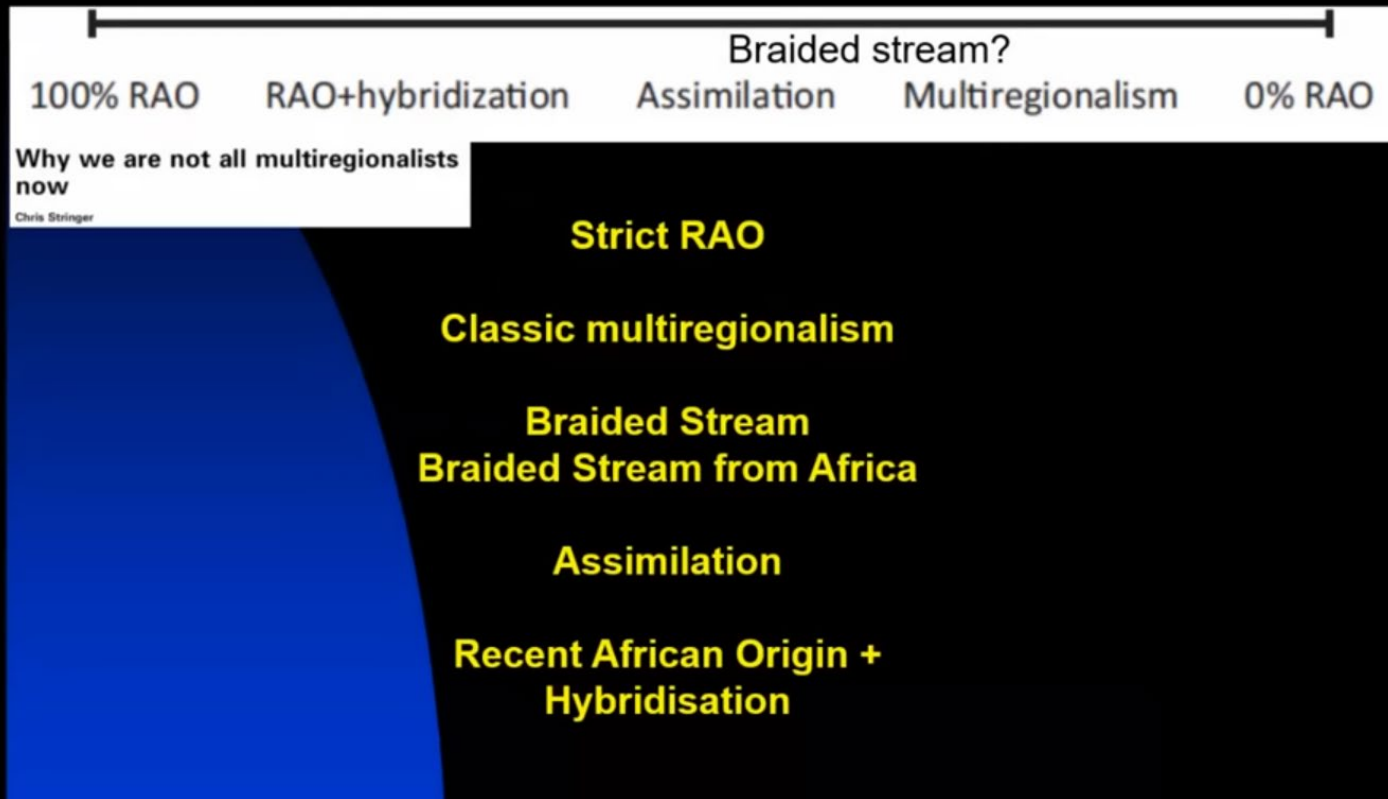 Braided stream?
100% RAO RAO+hybridization Assimilation Multiregionalism 0% RAO
Why we are not all multiregionalists
now
Chris Stringer
Strict RAO
Classic multiregionalism
Braided Stream
Braided Stream from Africa
Assimilation
Recent African Origin +
Hybridisation